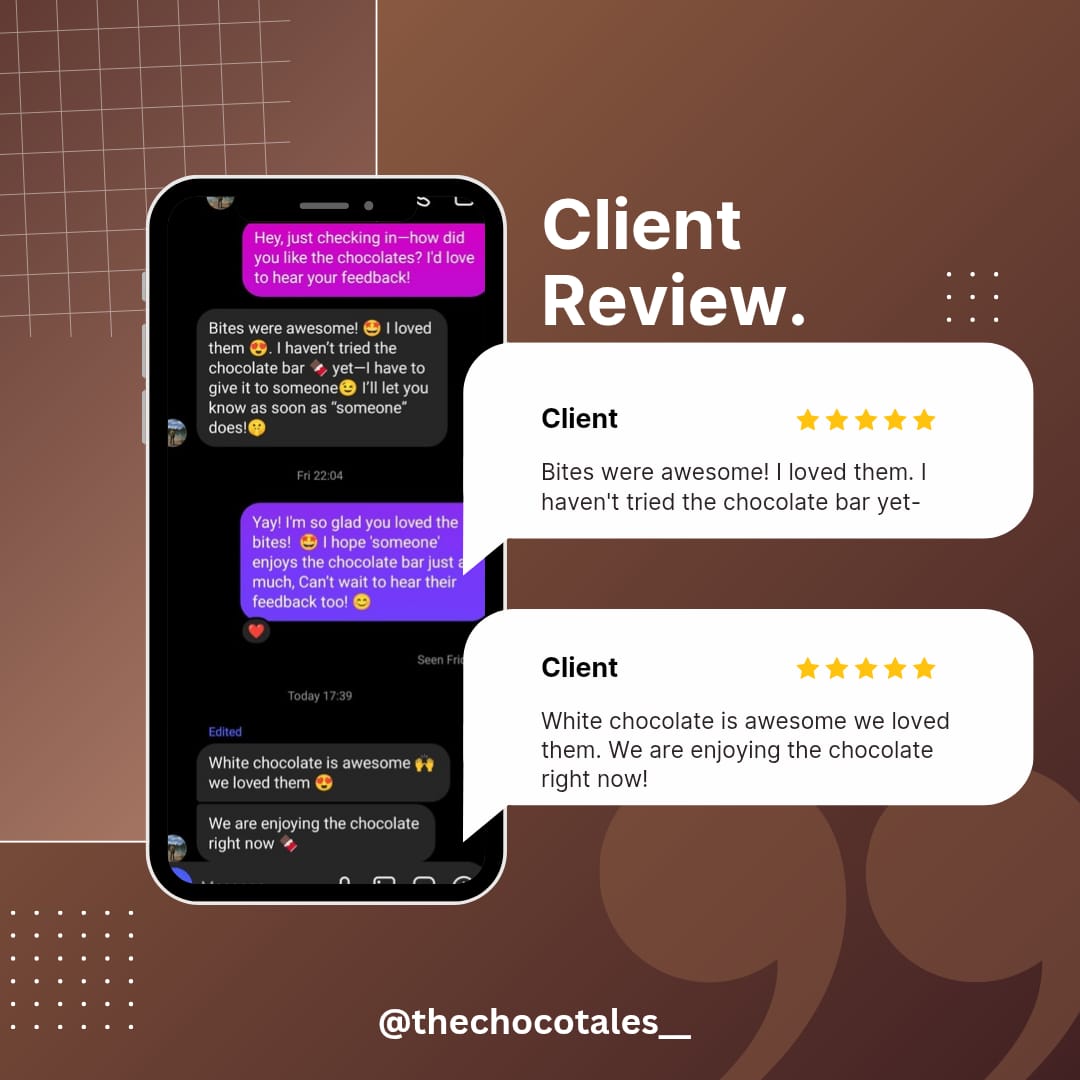 Client
Review.
Hey, just checking in—how did
you like the chocolates? I'd love
to hear your feedback!
Bites were awesome! 🤩 I loved
them 😍. I haven't tried the
chocolate bar 🍫 yet—I have to
give it to someone😉 I'll let you
know as soon as “someone”
does!🤫
Fri 22:04
Yay! I'm so glad you loved the
bites! 🤩 I hope 'someone'
enjoys the chocolate bar just
much, Can't wait to hear their
feedback too! 😊
❤️
Seen
Today 17:39
Edited
White chocolate is awesome 🙌
we loved them 😍
We are enjoying the chocolate
right now 🍫
Client
Bites were awesome! I loved them. I
haven't tried the chocolate bar yet-
Client
White chocolate is awesome we loved
them. We are enjoying the chocolate
right now!
@thechocotales__